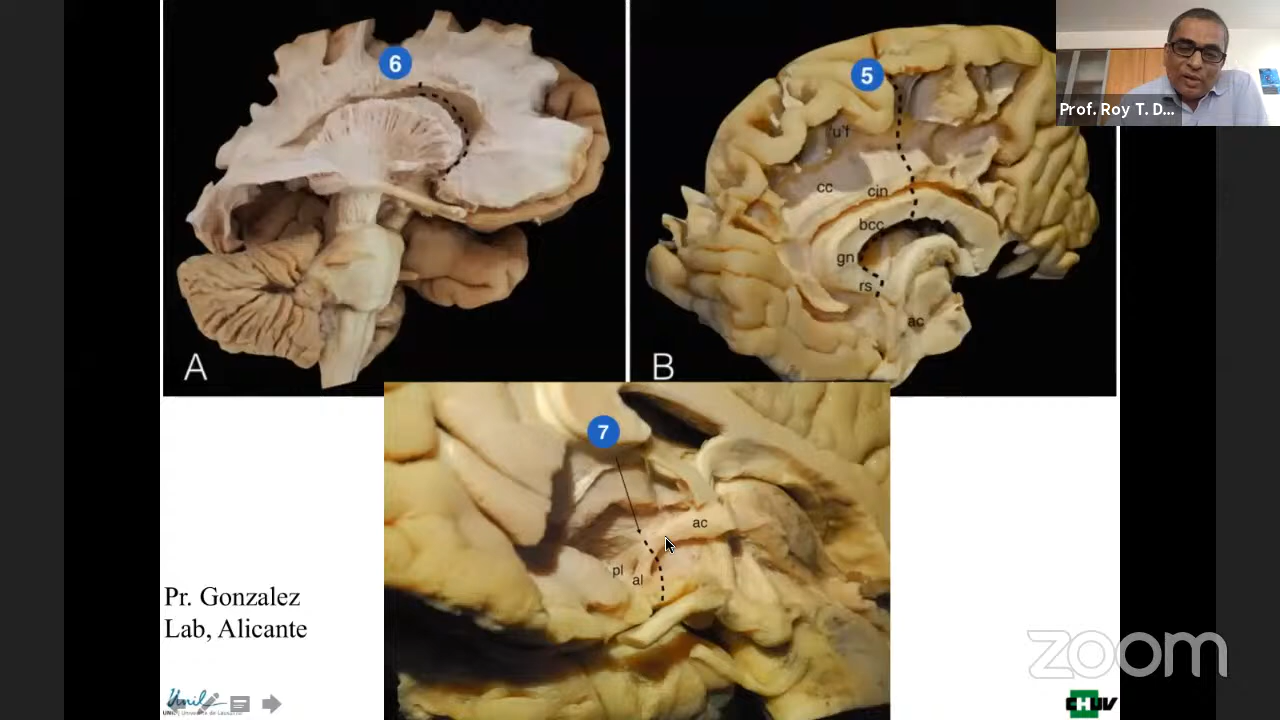 6
A
5
u'f
cc
cin
bcc
gn
rs
ac
B
Prof. Roy T. D...
7
ac
pl
al
Pr. Gonzalez
Lab, Alicante
zoom
Unil
CHUV